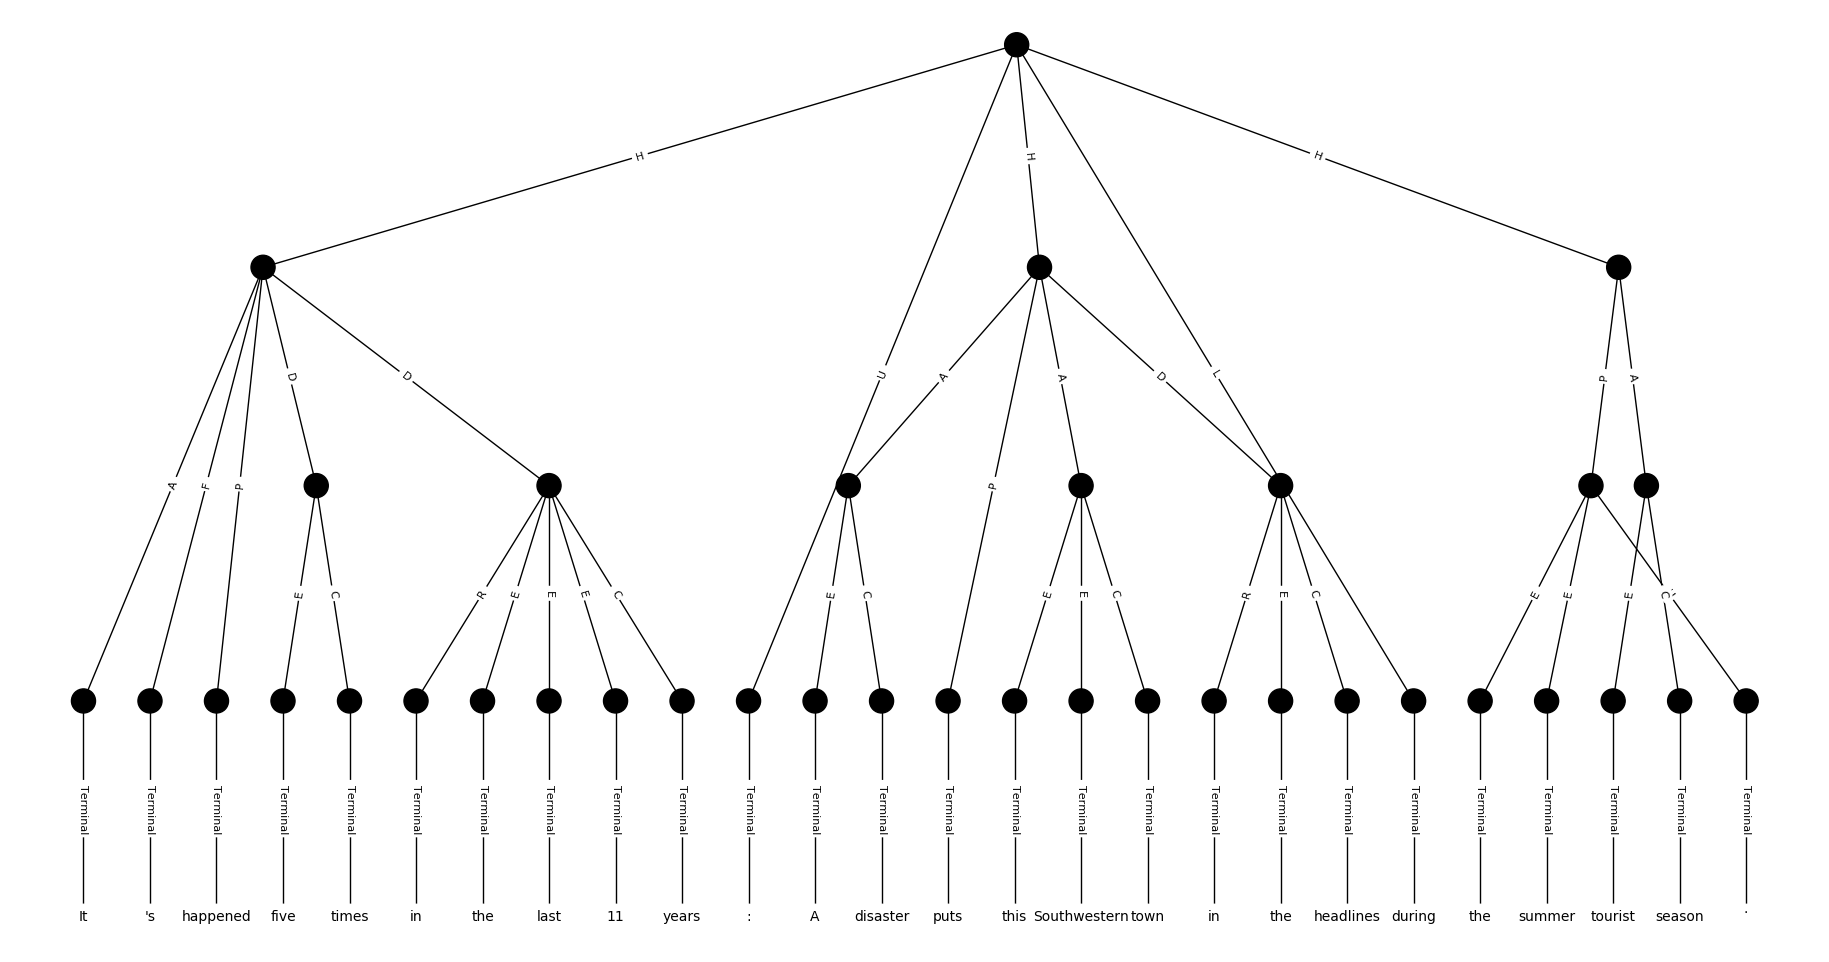 H H H
U A A D L P A
A F P D D P
E C R E E E C E C E E C R E C E E E C
Terminal Terminal Terminal Terminal Terminal Terminal Terminal Terminal Terminal Terminal Terminal Terminal Terminal Terminal Terminal Terminal Terminal Terminal Terminal Terminal Terminal Terminal Terminal Terminal Terminal Terminal
It 's happened five times in the last 11 years : A disaster puts this Southwestern town in the headlines during the summer tourist season .